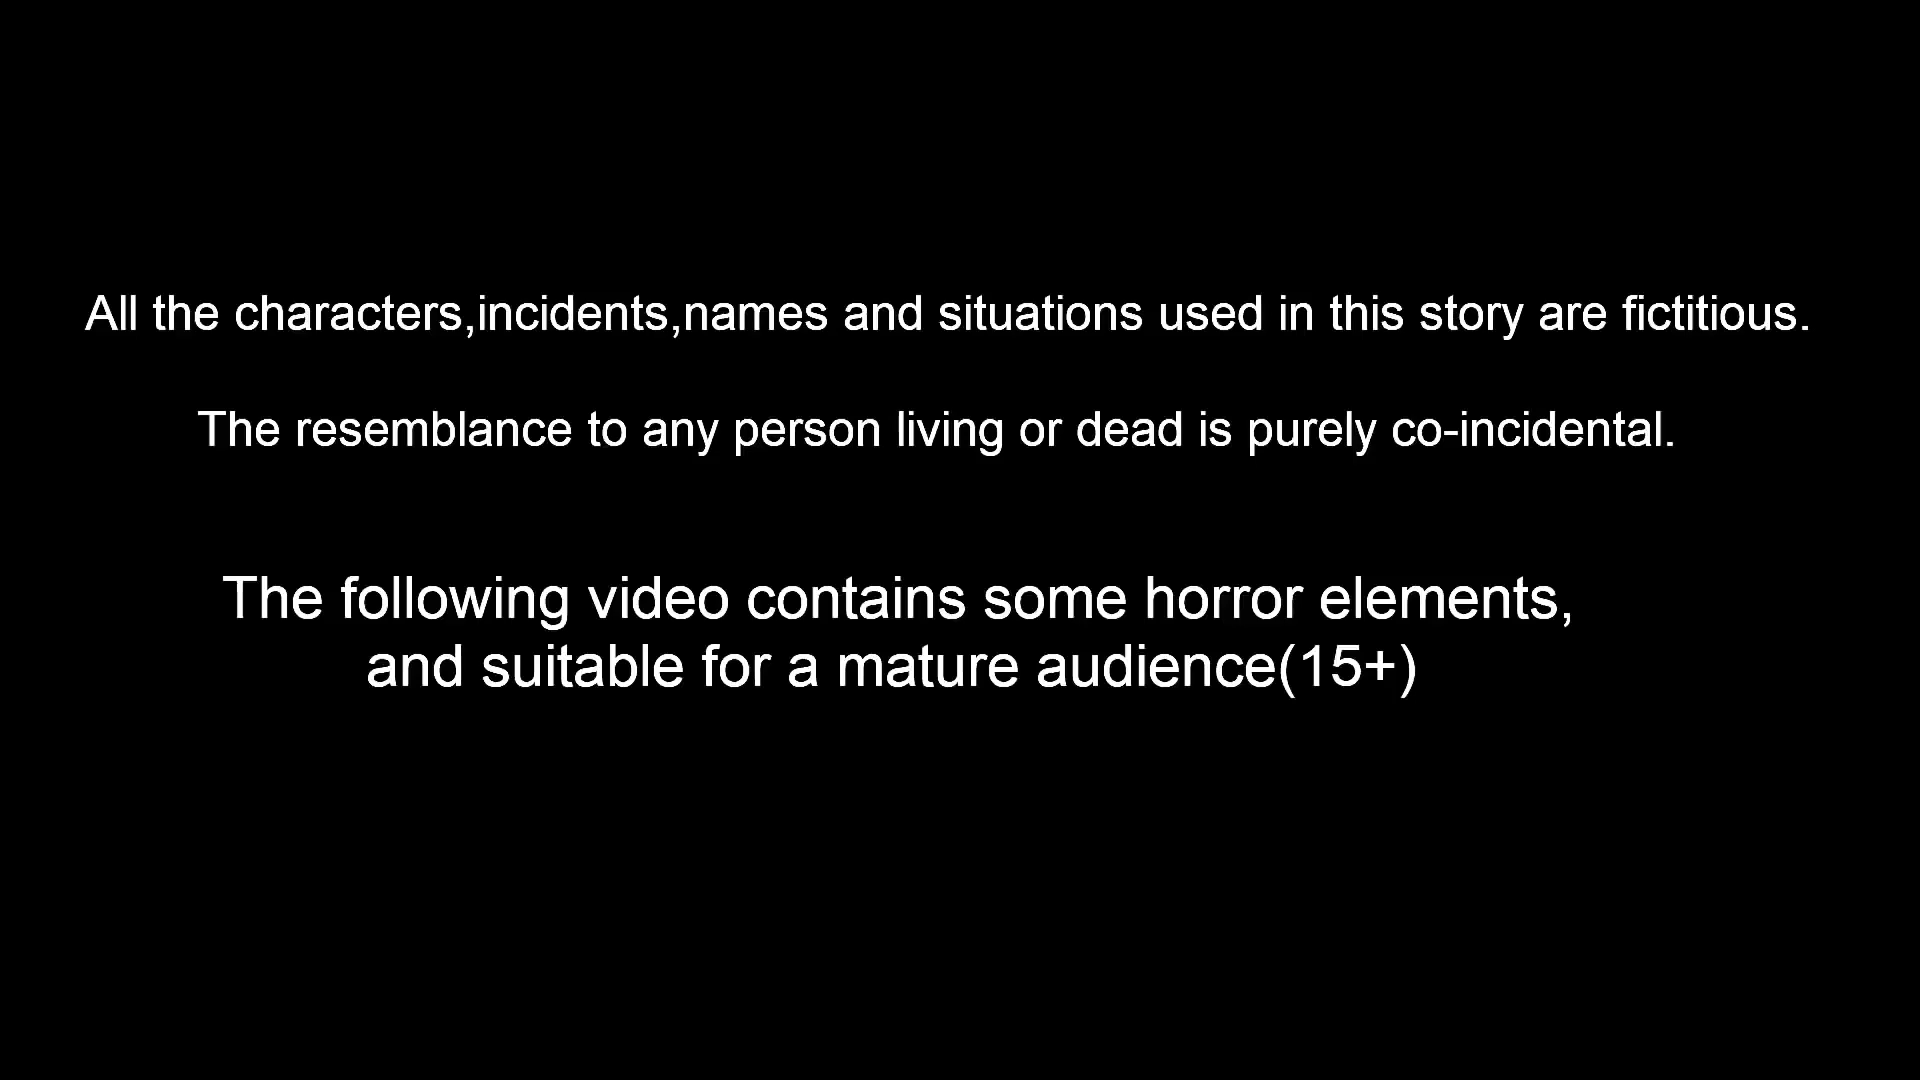 All the characters,incidents,names and situations used in this story are fictitious.
The resemblance to any person living or dead is purely co-incidental.
The following video contains some horror elements,
and suitable for a mature audience(15+)